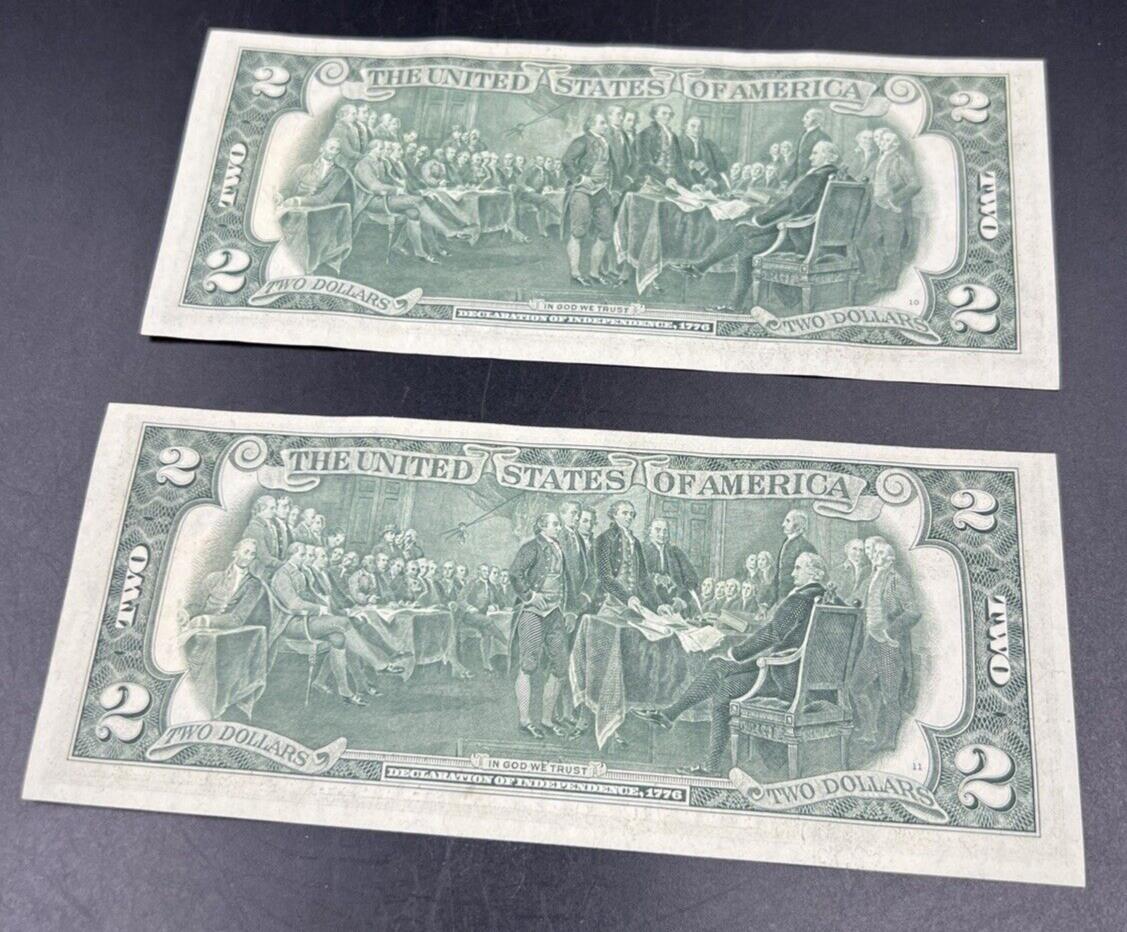 2 THE UNITED STATES OF AMERICA 2
TWO TWO
2 TWO DOLLARS IN GOD WE TRUST 10 2
DECLARATION OF INDEPENDENCE, 1776 TWO DOLLARS
2 THE UNITED STATES OF AMERICA 2
TWO TWO
2 TWO DOLLARS IN GOD WE TRUST 11 2
DECLARATION OF INDEPENDENCE, 1776 TWO DOLLARS